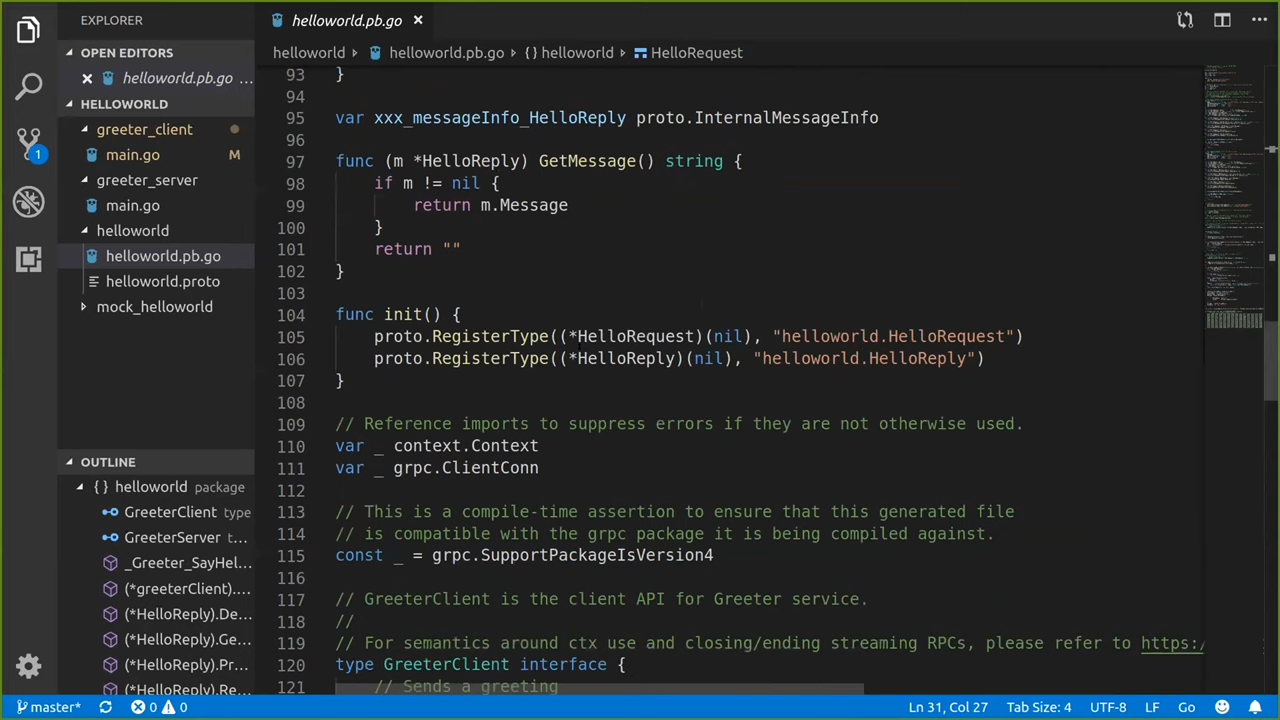 EXPLORER
OPEN EDITORS
helloworld.pb.go ...
HELLOWORLD
greeter_client
main.go M
greeter_server
main.go
helloworld
helloworld.pb.go
helloworld.proto
mock_helloworld
OUTLINE
{ } helloworld package
GreeterClient type
GreeterServer t...
_Greeter_SayHel...
(*greeterClient)....
(*HelloReply).De...
(*HelloReply).Ge...
(*HelloReply).Pr...
(*HelloReply).Re...
1
helloworld.pb.go
helloworld helloworld.pb.go { } helloworld HelloRequest
93 }
94
95 var xxx_messageInfo_HelloReply proto.InternalMessageInfo
96
97 func (m *HelloReply) GetMessage() string {
98 if m != nil {
99 return m.Message
100 }
101 return ""
102 }
103
104 func init() {
105 proto.RegisterType((*HelloRequest)(nil), "helloworld.HelloRequest")
106 proto.RegisterType((*HelloReply)(nil), "helloworld.HelloReply")
107 }
108
109 // Reference imports to suppress errors if they are not otherwise used.
110 var _ context.Context
111 var _ grpc.ClientConn
112
113 // This is a compile-time assertion to ensure that this generated file
114 // is compatible with the grpc package it is being compiled against.
115 const _ = grpc.SupportPackageIsVersion4
116
117 // GreeterClient is the client API for Greeter service.
118 //
119 // For semantics around ctx use and closing/ending streaming RPCs, please refer to https:/
120 type GreeterClient interface {
121 // Sends a greeting
master* 0 0 Ln 31, Col 27 Tab Size: 4 UTF-8 LF Go